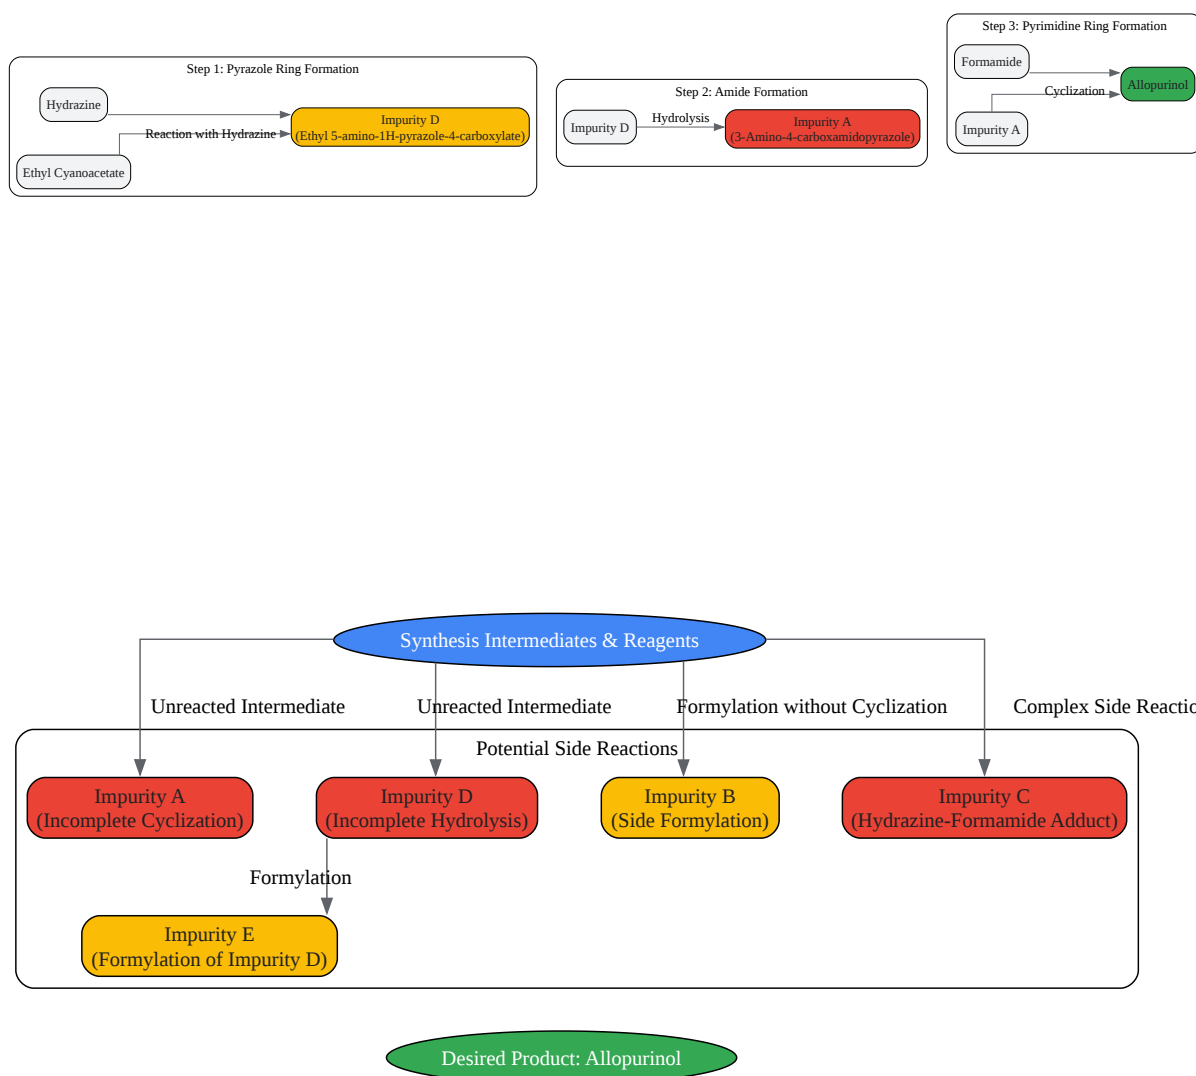 Step 1: Pyrazole Ring Formation
Hydrazine
Reaction with Hydrazine
Ethyl Cyanoacetate
Impurity D
(Ethyl 5-amino-1H-pyrazole-4-carboxylate)
Step 2: Amide Formation
Impurity D
Hydrolysis
Impurity A
(3-Amino-4-carboxamidopyrazole)
Step 3: Pyrimidine Ring Formation
Formamide
Cyclization
Impurity A
Allopurinol
Synthesis Intermediates & Reagents
Unreacted Intermediate
Unreacted Intermediate
Formylation without Cyclization
Complex Side Reactio
Potential Side Reactions
Impurity A
(Incomplete Cyclization)
Impurity D
(Incomplete Hydrolysis)
Impurity B
(Side Formylation)
Impurity C
(Hydrazine-Formamide Adduct)
Formylation
Impurity E
(Formylation of Impurity D)
Desired Product: Allopurinol